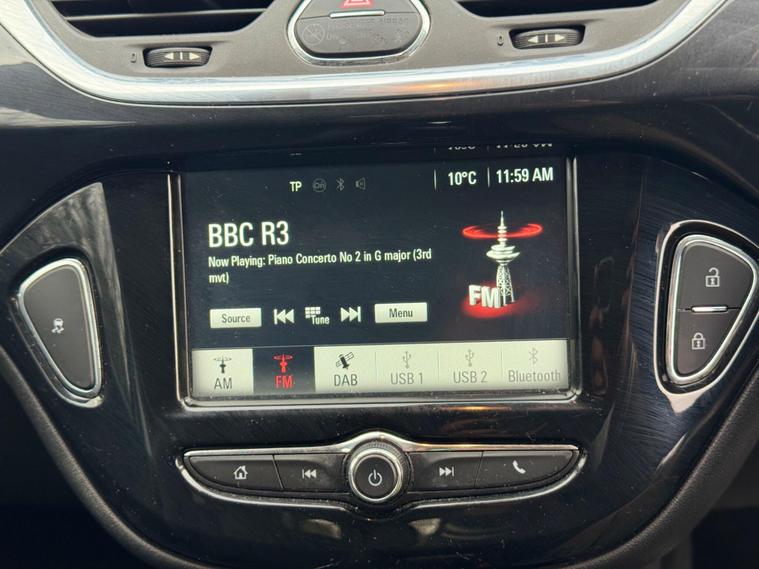 TP
10°C
11:59 AM
BBC R3
Now Playing: Piano Concerto No 2 in G major (3rd
mvt)
FM
Source
Tune
Menu
AM
FM
DAB
USB 1
USB 2
Bluetooth